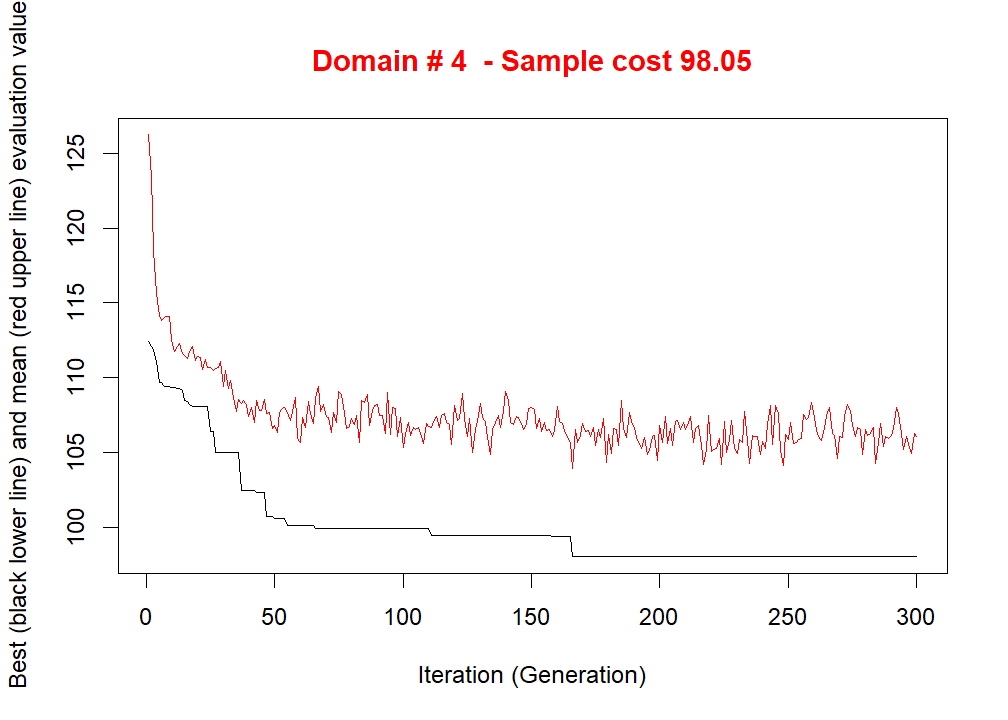 Domain # 4  - Sample cost 98.05
Best (black lower line) and mean (red upper line) evaluation value
125
120
115
110
105
100
0 50 100 150 200 250 300
Iteration (Generation)